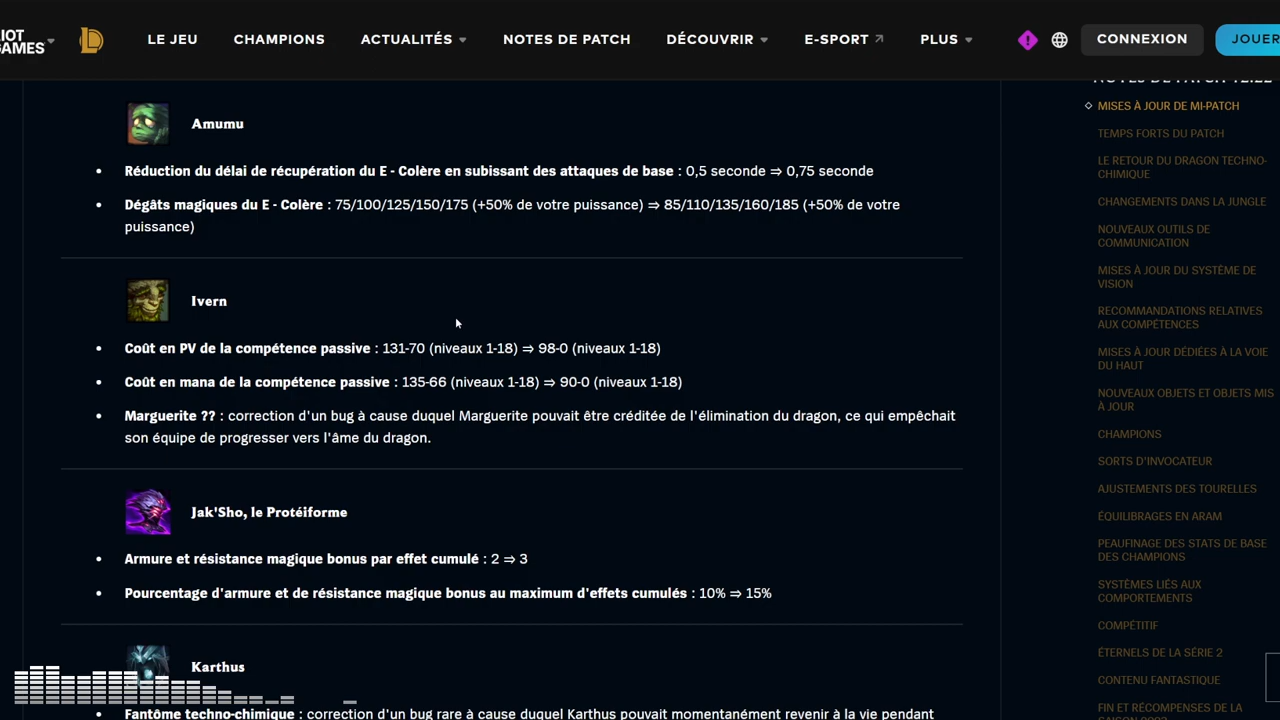 IOT
GAMES
LE JEU
CHAMPIONS
ACTUALITÉS
NOTES DE PATCH
DÉCOUVRIR
E-SPORT
PLUS
CONNEXION
JOUER
Amumu
Réduction du délai de récupération du E - Colère en subissant des attaques de base : 0,5 seconde ⇒ 0,75 seconde
Dégâts magiques du E - Colère : 75/100/125/150/175 (+50% de votre puissance) ⇒ 85/110/135/160/185 (+50% de votre
puissance)
Ivern
Coût en PV de la compétence passive : 131-70 (niveaux 1-18) ⇒ 98-0 (niveaux 1-18)
Coût en mana de la compétence passive : 135-66 (niveaux 1-18) ⇒ 90-0 (niveaux 1-18)
Marguerite ?? : correction d'un bug à cause duquel Marguerite pouvait être créditée de l'élimination du dragon, ce qui empêchait
son équipe de progresser vers l'âme du dragon.
Jak'Sho, le Protéiforme
Armure et résistance magique bonus par effet cumulé : 2 ⇒ 3
Pourcentage d'armure et de résistance magique bonus au maximum d'effets cumulés : 10% ⇒ 15%
Karthus
Fantôme techno-chimique : correction d'un bug rare à cause duquel Karthus pouvait momentanément revenir à la vie pendant
NOTES DE PATCH 12.22
MISES À JOUR DE MI-PATCH
TEMPS FORTS DU PATCH
LE RETOUR DU DRAGON TECHNO-
CHIMIQUE
CHANGEMENTS DANS LA JUNGLE
NOUVEAUX OUTILS DE
COMMUNICATION
MISES À JOUR DU SYSTÈME DE
VISION
RECOMMANDATIONS RELATIVES
AUX COMPÉTENCES
MISES À JOUR DÉDIÉES À LA VOIE
DU HAUT
NOUVEAUX OBJETS ET OBJETS MIS
À JOUR
CHAMPIONS
SORTS D'INVOCATEUR
AJUSTEMENTS DES TOURELLES
ÉQUILIBRAGES EN ARAM
PEAUFINAGE DES STATS DE BASE
DES CHAMPIONS
SYSTÈMES LIÉS AUX
COMPORTEMENTS
COMPÉTITIF
ÉTERNELS DE LA SÉRIE 2
CONTENU FANTASTIQUE
FIN ET RÉCOMPENSES DE LA